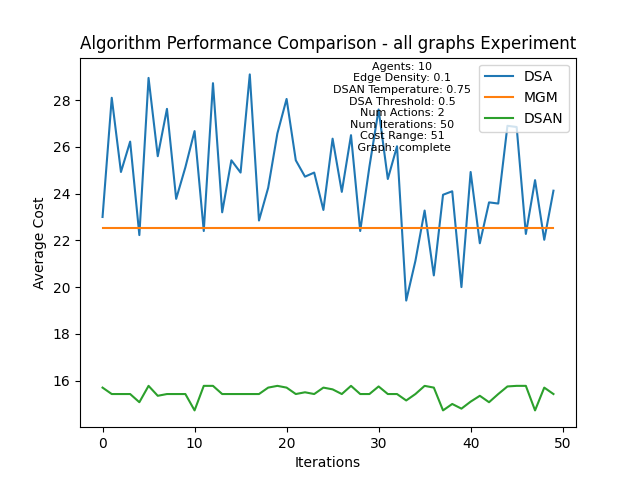 Algorithm Performance Comparison - all graphs Experiment
Agents: 10
Edge Density: 0.1
DSAN Temperature: 0.75
DSA Threshold: 0.5
Num Actions: 2
Num Iterations: 50
Cost Range: 51
Graph: complete
DSA
MGM
DSAN
Average Cost
28
26
24
22
20
18
16
0 10 20 30 40 50
Iterations